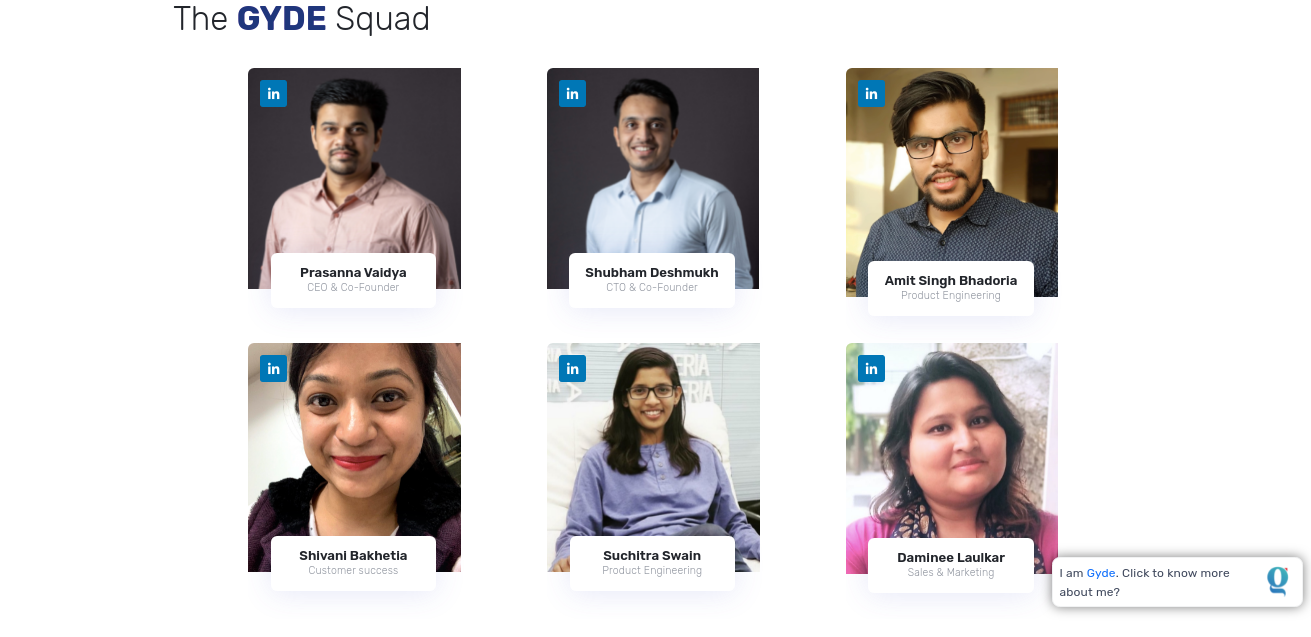 The GYDE Squad
in
in
in
Prasanna Vaidya
CEO & Co-Founder
Shubham Deshmukh
CTO & Co-Founder
Amit Singh Bhadoria
Product Engineering
in
in
in
ERIA
ERIA
Shivani Bakhetia
Customer success
Suchitra Swain
Product Engineering
Daminee Laulkar
Sales & Marketing
I am Gyde. Click to know more
about me?
g